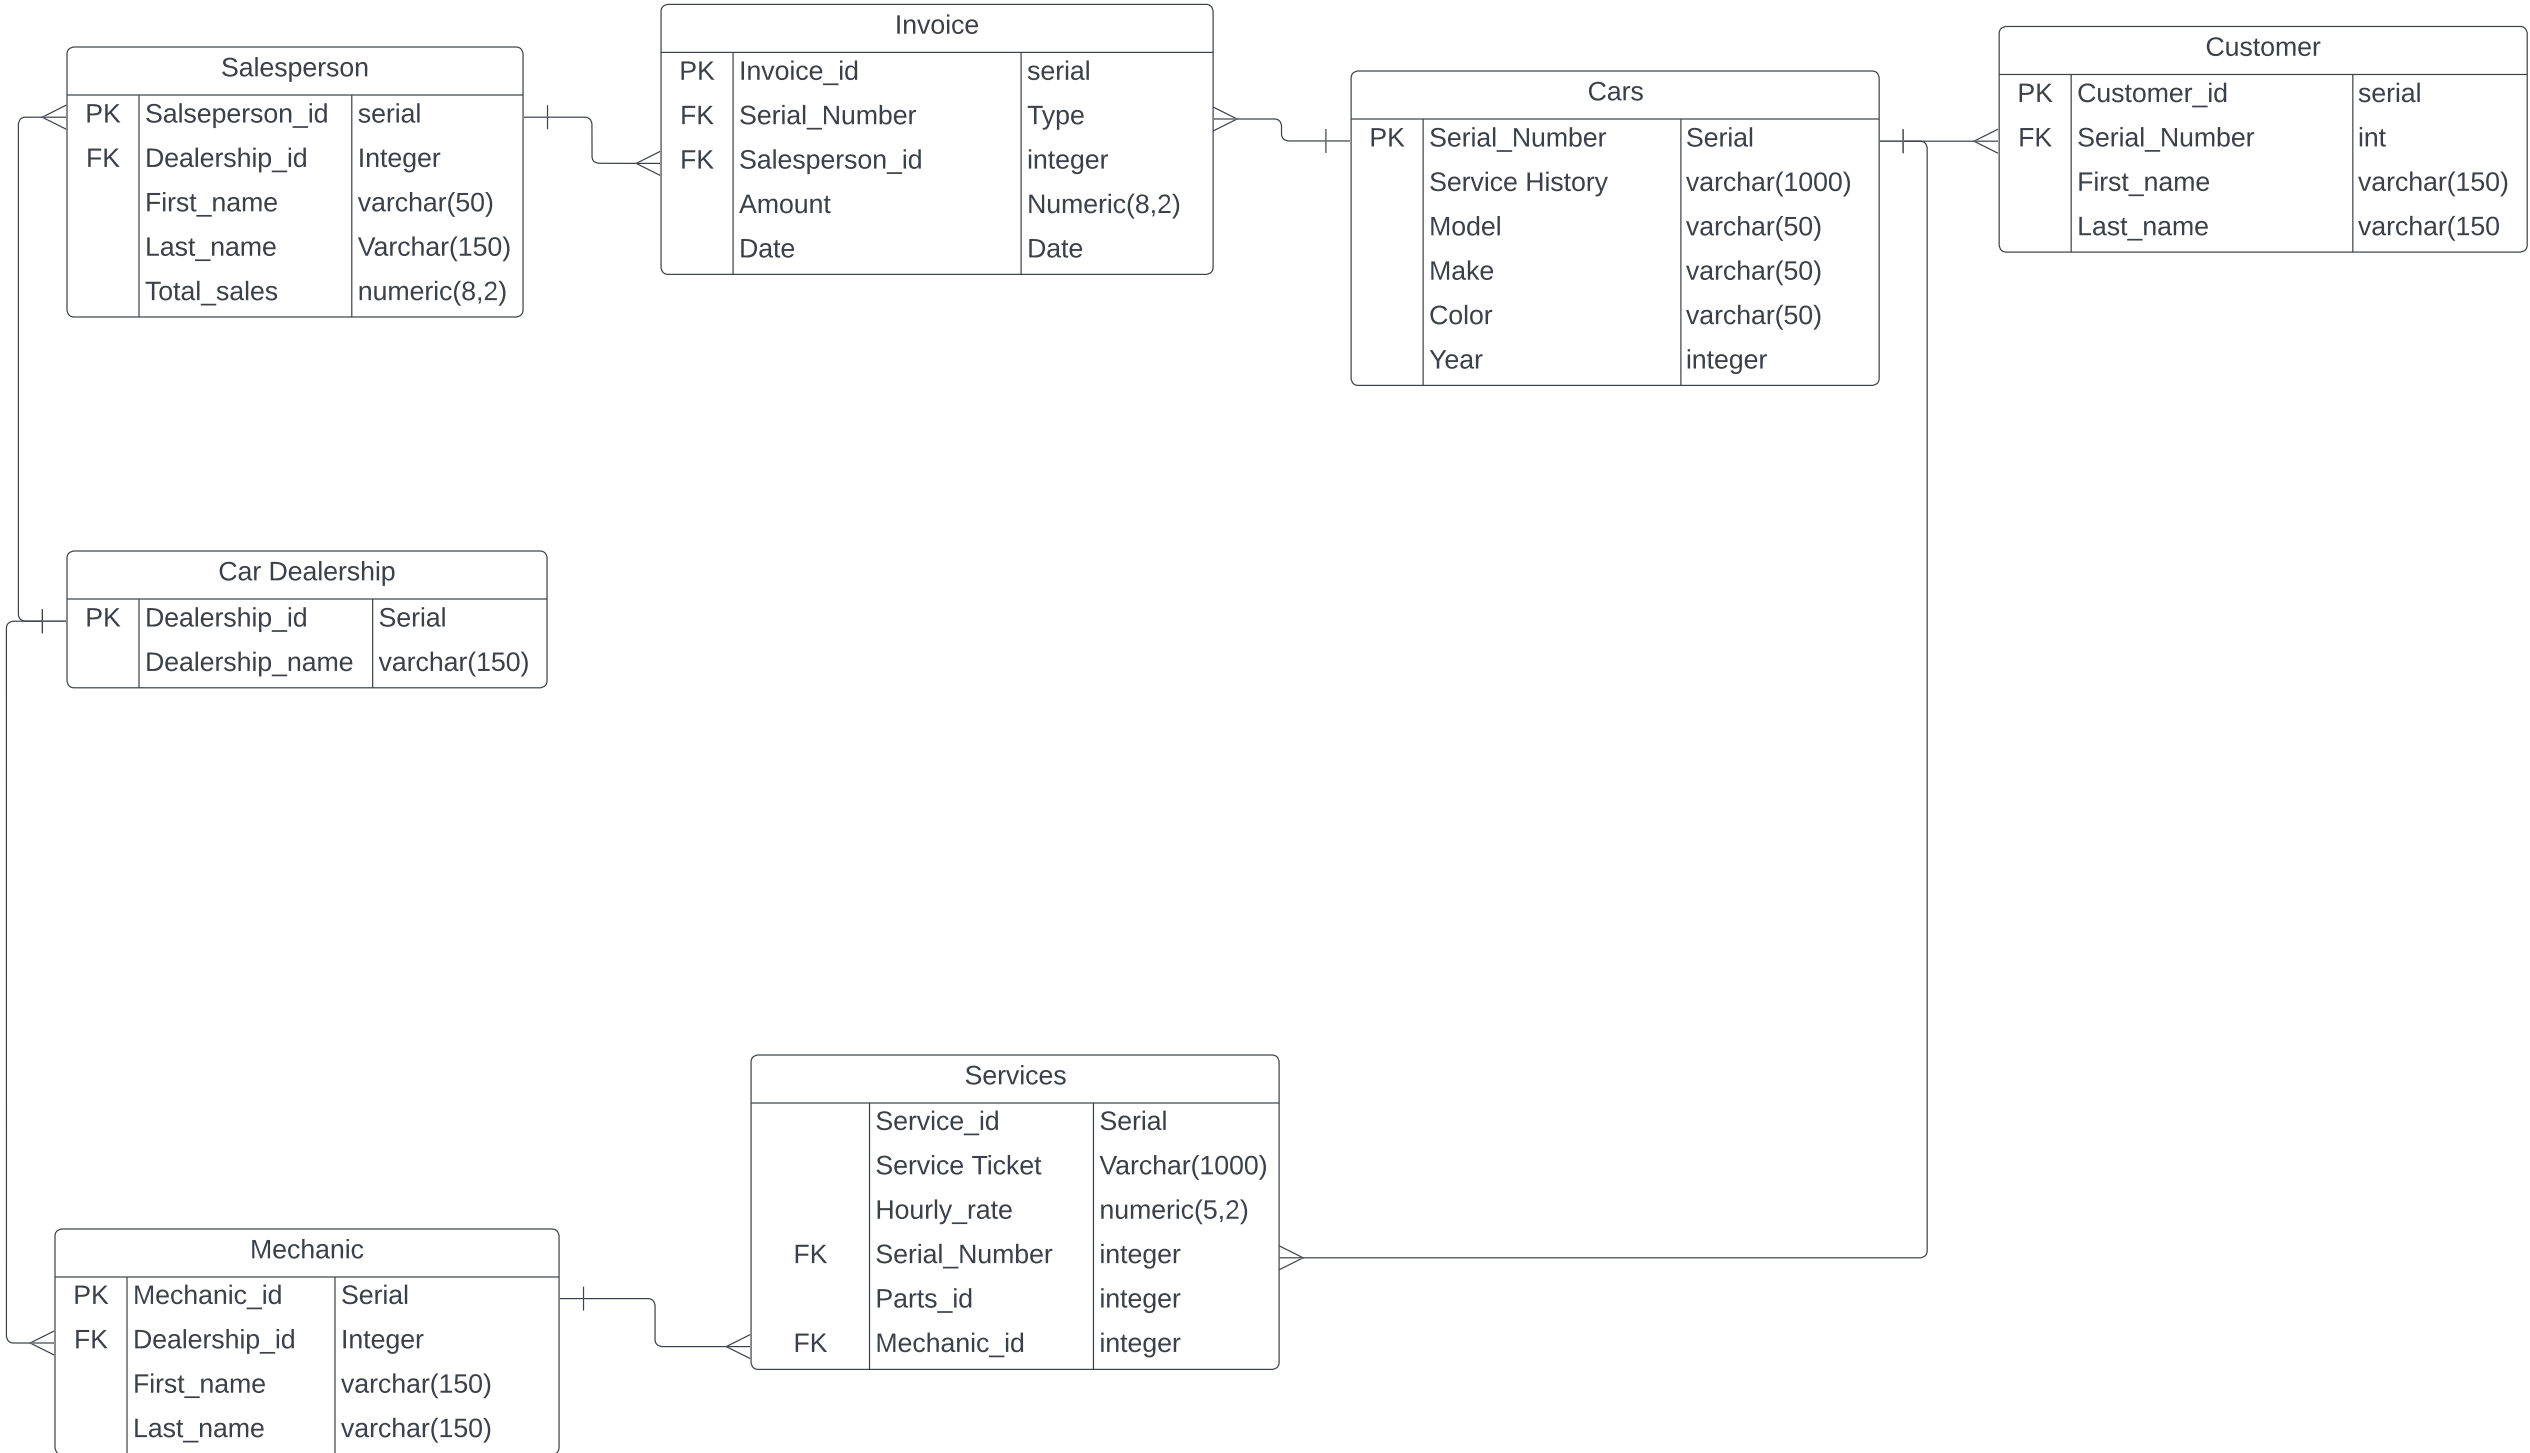 Salesperson
PK Salseperson_id serial
FK Dealership_id Integer
First_name varchar(50)
Last_name Varchar(150)
Total_sales numeric(8,2)
Invoice
PK Invoice_id serial
FK Serial_Number Type
FK Salesperson_id integer
Amount Numeric(8,2)
Date Date
Cars
PK Serial_Number Serial
Service History varchar(1000)
Model varchar(50)
Make varchar(50)
Color varchar(50)
Year integer
Customer
PK Customer_id serial
FK Serial_Number int
First_name varchar(150)
Last_name varchar(150
Car Dealership
PK Dealership_id Serial
Dealership_name varchar(150)
Services
Service_id Serial
Service Ticket Varchar(1000)
Hourly_rate numeric(5,2)
FK Serial_Number integer
Parts_id integer
FK Mechanic_id integer
Mechanic
PK Mechanic_id Serial
FK Dealership_id Integer
First_name varchar(150)
Last_name varchar(150)